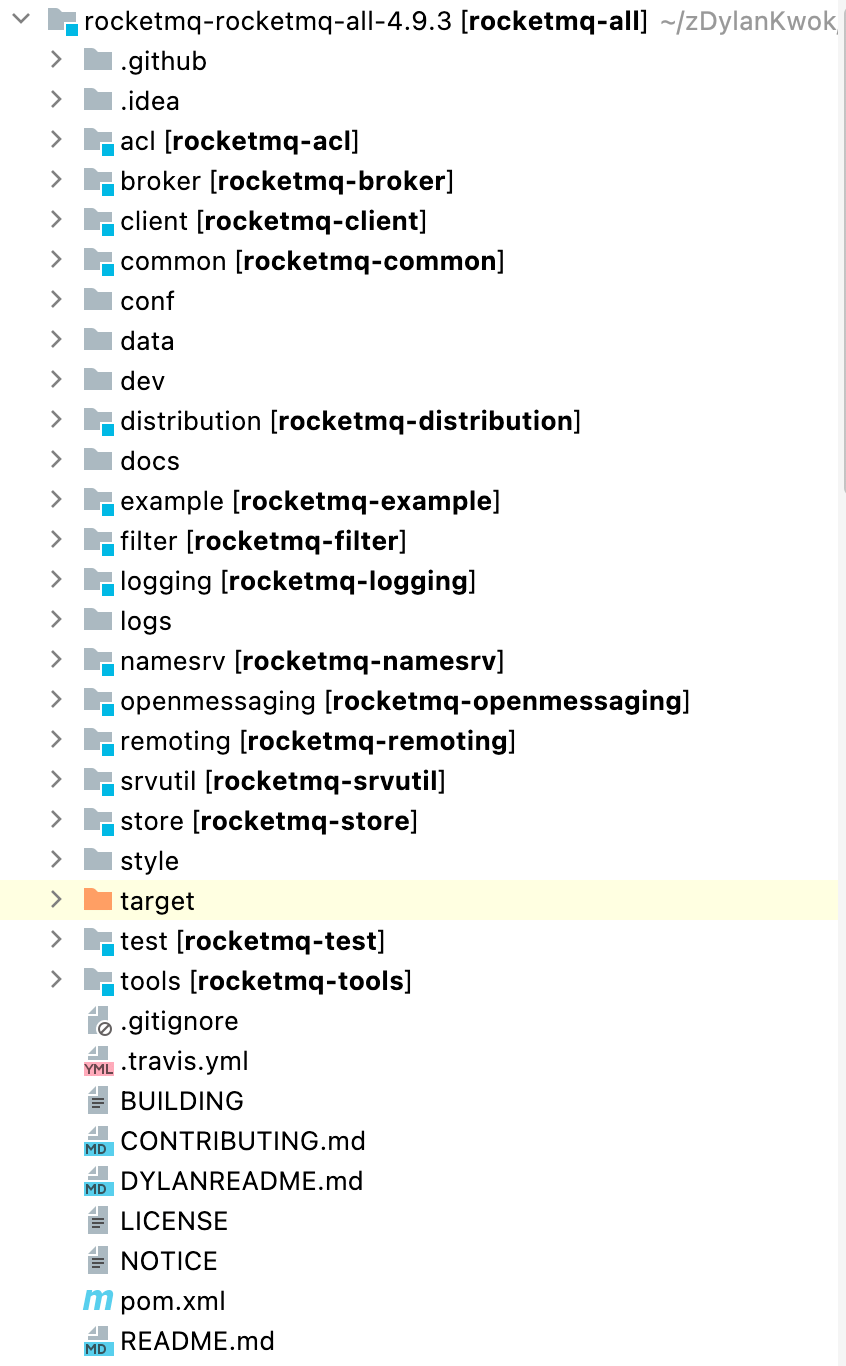 rocketmq-rocketmq-all-4.9.3 [rocketmq-all] ~/zDylanKwok/
.github
.idea
acl [rocketmq-acl]
broker [rocketmq-broker]
client [rocketmq-client]
common [rocketmq-common]
conf
data
dev
distribution [rocketmq-distribution]
docs
example [rocketmq-example]
filter [rocketmq-filter]
logging [rocketmq-logging]
logs
namesrv [rocketmq-namesrv]
openmessaging [rocketmq-openmessaging]
remoting [rocketmq-remoting]
srvutil [rocketmq-srvutil]
store [rocketmq-store]
style
target
test [rocketmq-test]
tools [rocketmq-tools]
.gitignore
YML .travis.yml
BUILDING
MD CONTRIBUTING.md
MD DYLANREADME.md
LICENSE
NOTICE
m pom.xml
MD README.md